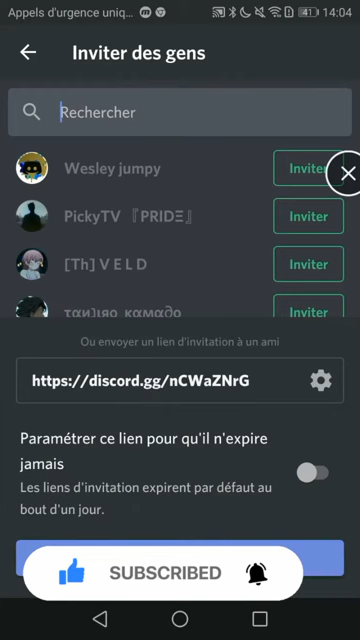 Appels d'urgence uniq... 41 14:04
Inviter des gens
Rechercher
Wesley jumpy Inviter
PickyTV 『PRIDΞ』 Inviter
[Th] V E L D Inviter
Inviter
Ou envoyer un lien d'invitation à un ami
https://discord.gg/nCWaZNrG
Paramétrer ce lien pour qu'il n'expire
jamais
Les liens d'invitation expirent par défaut au
bout d'un jour.
SUBSCRIBED